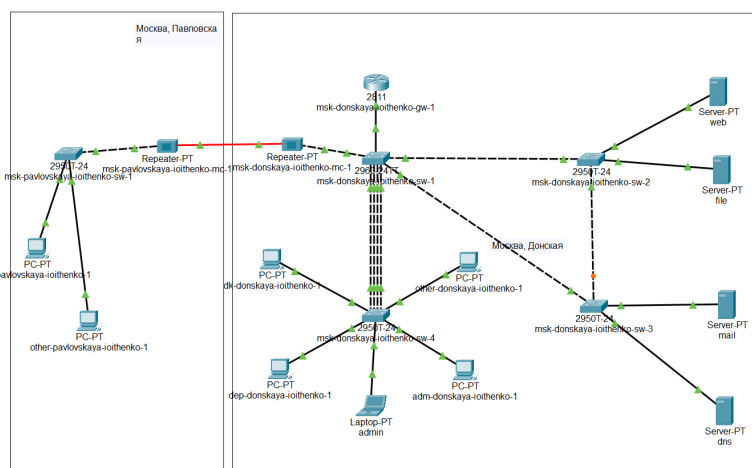 Москва, Павповска
я
2811
msk-donskaya-ioithenko-gw-1
Server-PT
web
2950T-24
msk-pavlovskaya-ioithenko-sw-1
Repeater-PT
msk-pavlovskaya-ioithenko-mc-1
Repeater-PT
msk-donskaya-ioithenko-mc-1
msk-donskaya-ioithenko-sw-1
2950T-24
msk-donskaya-ioithenko-sw-2
Server-PT
file
Москва, Донская
PC-PT
pavlovskaya-ioithenko-1
PC-PT
dk-donskaya-ioithenko-1
PC-PT
other-donskaya-ioithenko-1
PC-PT
other-pavlovskaya-ioithenko-1
2950T-24
msk-donskaya-ioithenko-sw-4
2950T-24
msk-donskaya-ioithenko-sw-3
Server-PT
mail
PC-PT
dep-donskaya-ioithenko-1
PC-PT
adm-donskaya-ioithenko-1
Laptop-PT
admin
Server-PT
dns